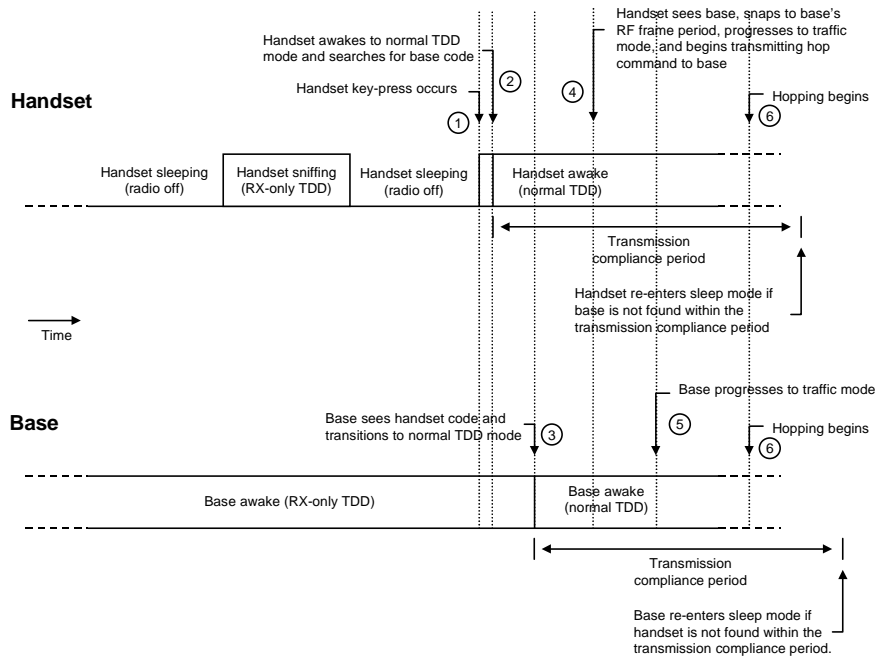 Handset sees base, snaps to base's
RF frame period, progresses to traffic
mode, and begins transmitting hop
command to base
Handset awakes to normal TDD
mode and searches for base code
2
4
Handset key-press occurs
Hopping begins
Handset
1
6
Handset sleeping
(radio off)
Handset sniffing
(RX-only TDD)
Handset sleeping
(radio off)
Handset awake
(normal TDD)
Transmission
compliance period
Handset re-enters sleep mode if
base is not found within the
transmission compliance period
Time
Base progresses to traffic mode
Base
Base sees handset code and
transitions to normal TDD mode
3
5
Hopping begins
6
Base awake (RX-only TDD)
Base awake
(normal TDD)
Transmission
compliance period
Base re-enters sleep mode if
handset is not found within the
transmission compliance period.